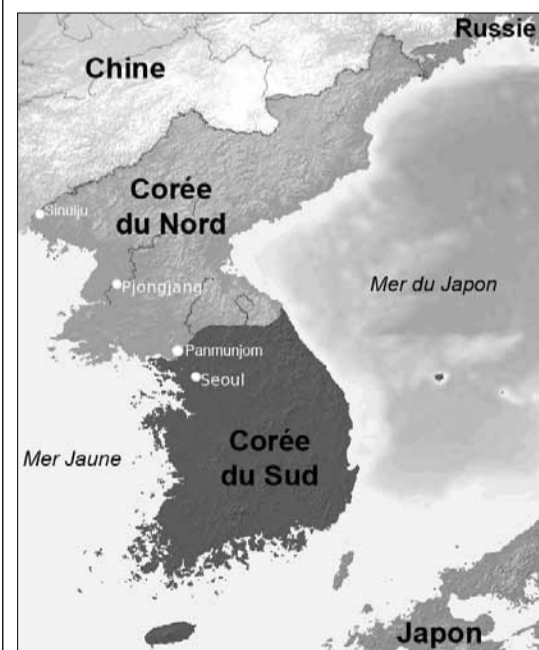 Russie
Chine
Corée
du Nord
Sinuiju
Pjongjang
Mer du Japon
Panmunjom
Seoul
Mer Jaune
Corée
du Sud
Japon